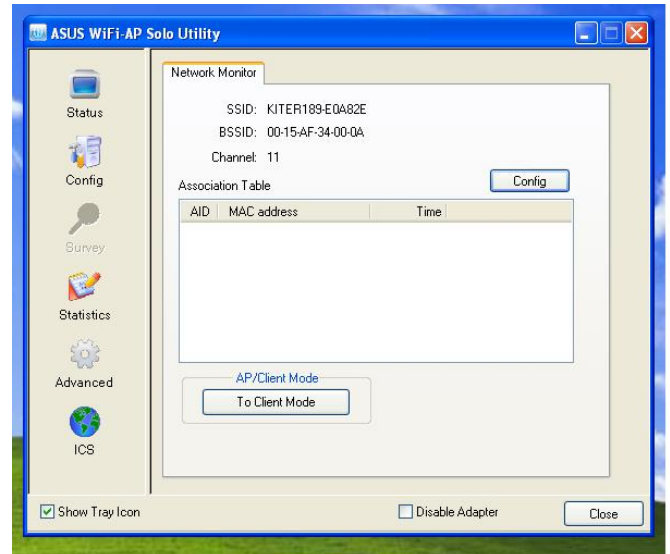 ASUS WiFi-AP Solo Utility
Status
Config
Survey
Statistics
Advanced
ICS
Network Monitor
SSID: KITER189-E0A82E
BSSID: 00-15-AF-34-00-0A
Channel: 11
Association Table
Config
AID MAC address Time
AP/Client Mode
To Client Mode
Show Tray Icon
Disable Adapter
Close